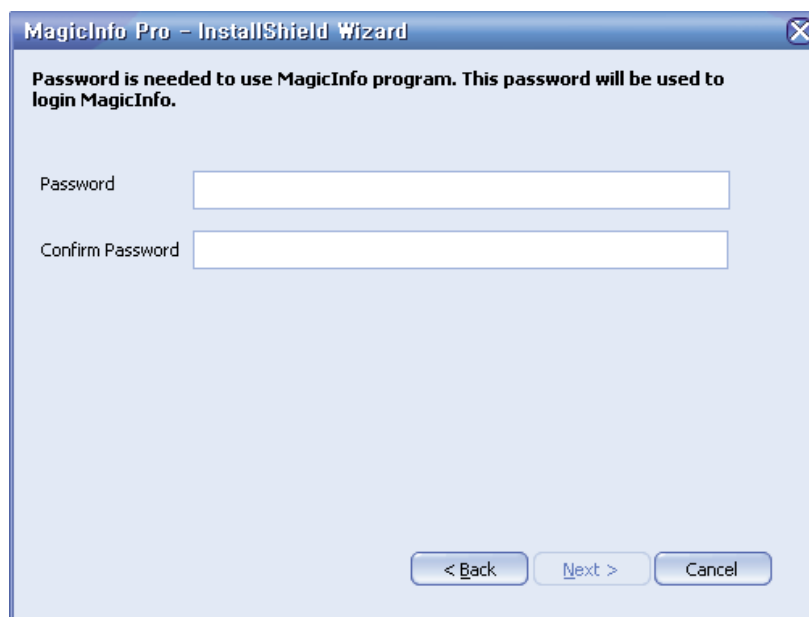 MagicInfo Pro - InstallShield Wizard
Password is needed to use MagicInfo program. This password will be used to
login MagicInfo.
Password
Confirm Password
< Back
Next >
Cancel